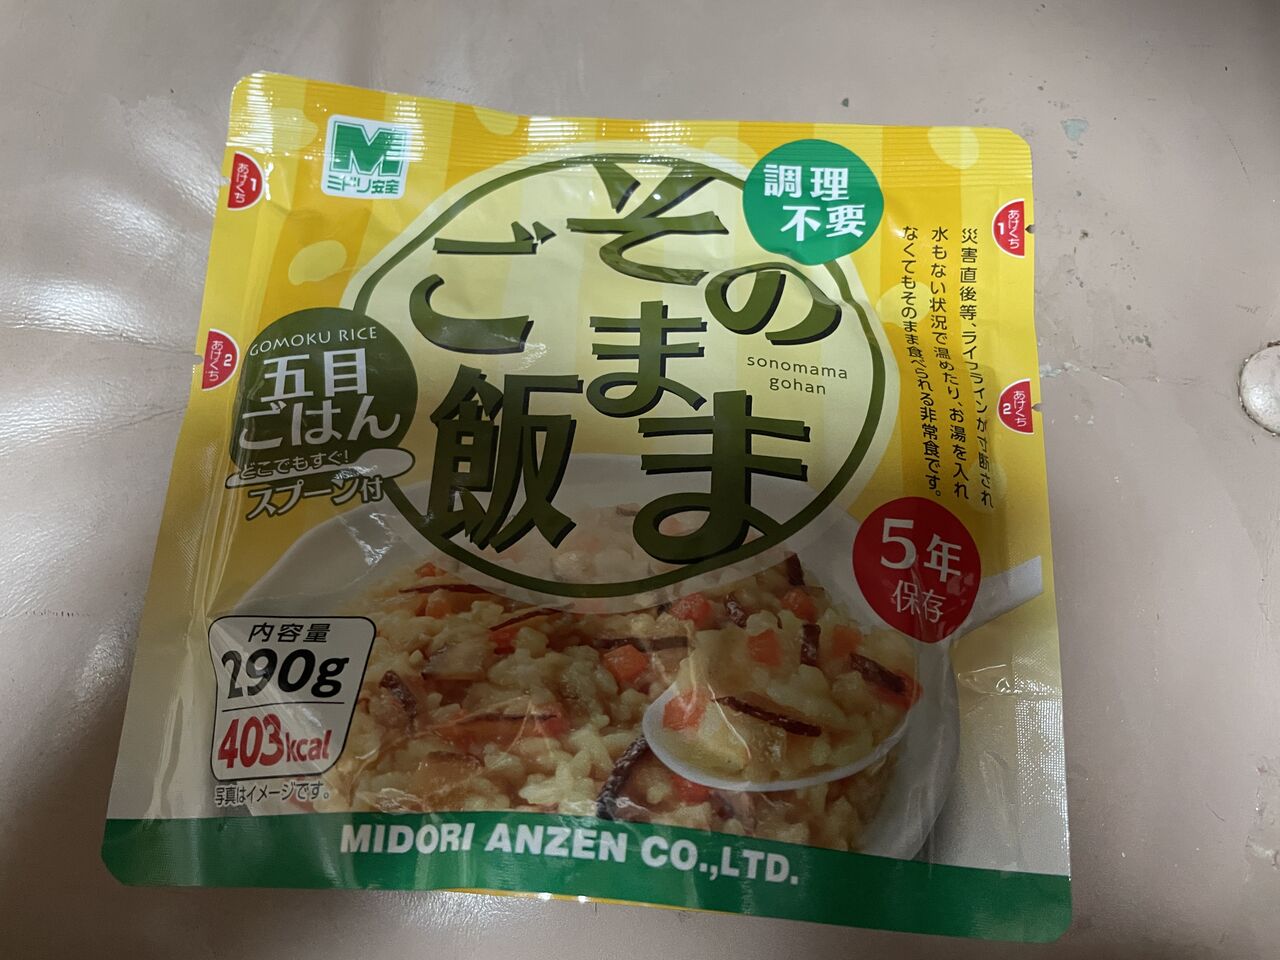 M
ミドリ安全
あけくち1
あけくち2
調理
不要
そのまま
ご飯
sonomama
gohan
GOMOKU RICE
五目
ごはん
どこでもすぐ!
スプーン付
災害直後等、ライフラインが寸断され
水もない状況で温めたり、お湯を入れ
なくてもそのまま食べられる非常食です。
1あけくち
2あけくち
5年
保存
内容量
290g
403kcal
写真はイメージです。
MIDORI ANZEN CO.,LTD.